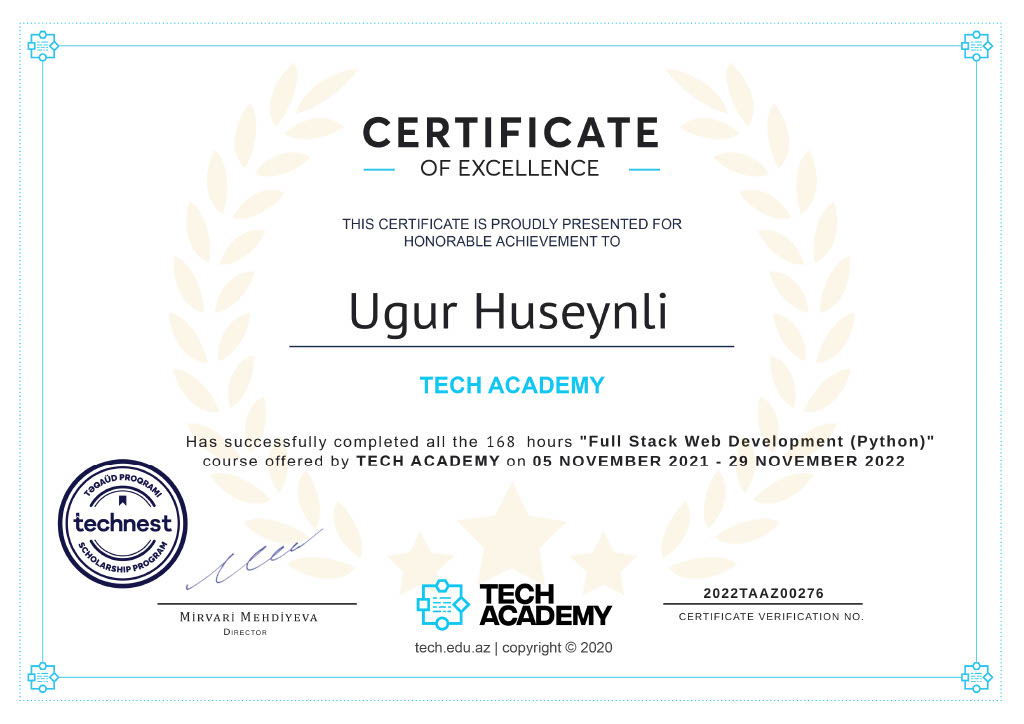 CERTIFICATE
OF EXCELLENCE
THIS CERTIFICATE IS PROUDLY PRESENTED FOR
HONORABLE ACHIEVEMENT TO
Ugur Huseynli
TECH ACADEMY
Has successfully completed all the 168 hours "Full Stack Web Development (Python)"
course offered by TECH ACADEMY on 05 NOVEMBER 2021 - 29 NOVEMBER 2022
TƏQAÜD PROQRAMI
technest
SCHOLARSHIP PROGRAM
MİRVARİ MEHDİYEVA
DIRECTOR
TECH
ACADEMY
tech.edu.az | copyright © 2020
2022TAAZ00276
CERTIFICATE VERIFICATION NO.